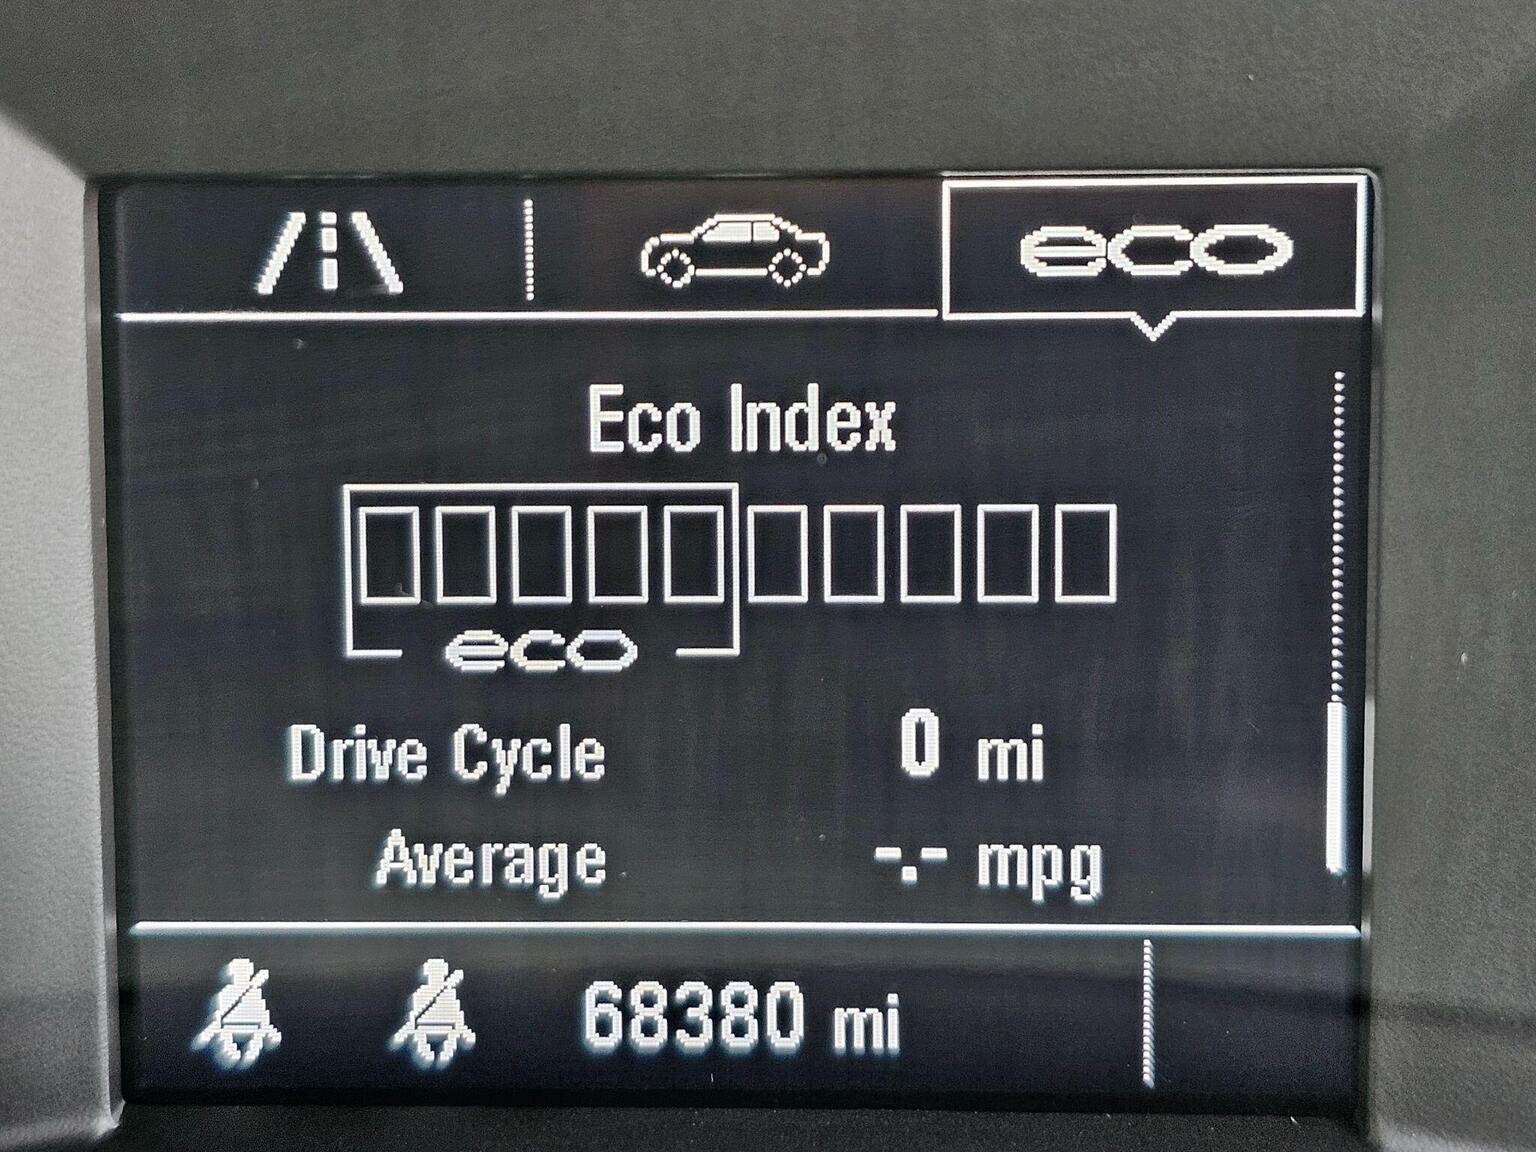 eco
Eco Index
eco
Drive Cycle 0 mi
Average -.- mpg
68380 mi